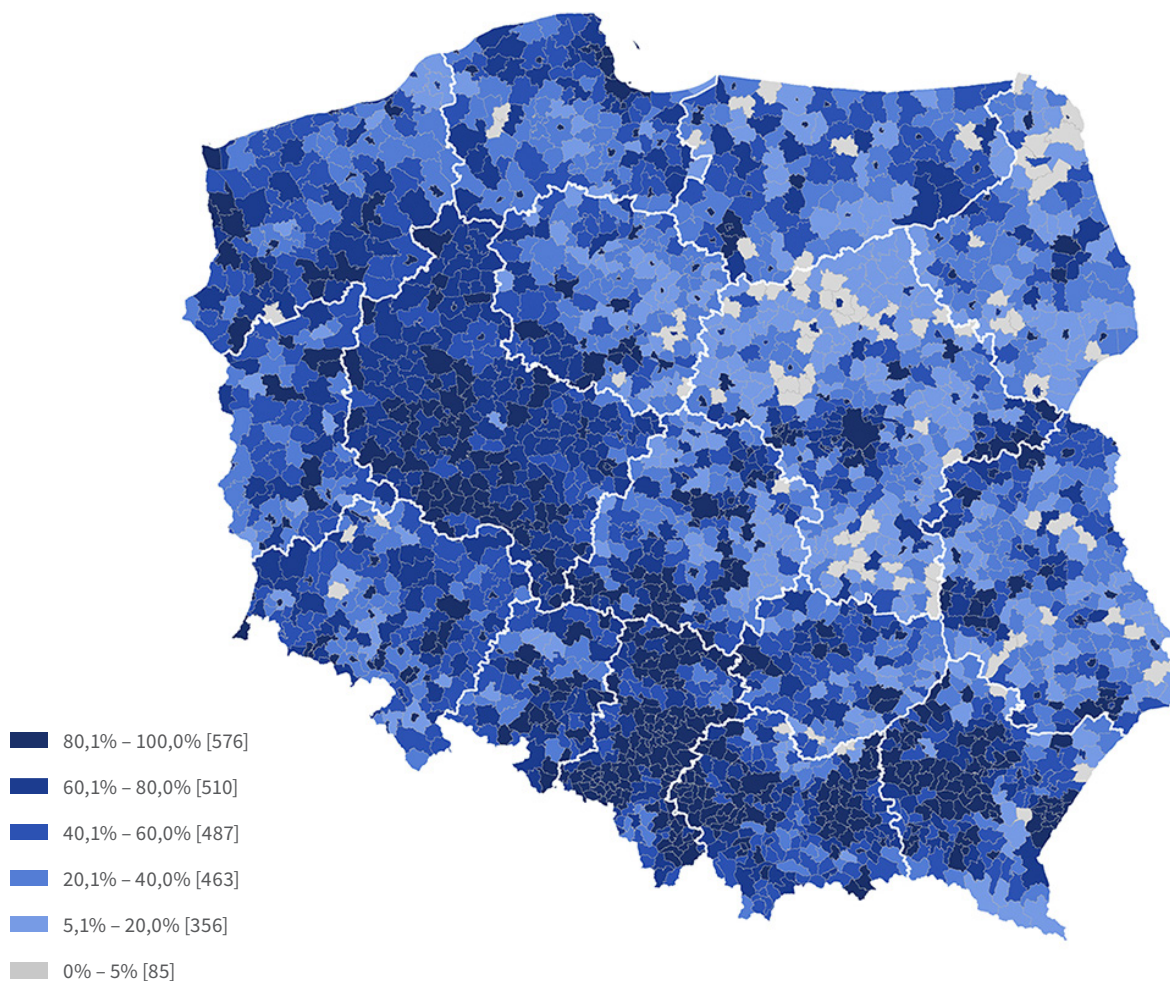 80,1% – 100,0% [576]
60,1% – 80,0% [510]
40,1% – 60,0% [487]
20,1% – 40,0% [463]
5,1% – 20,0% [356]
0% – 5% [85]